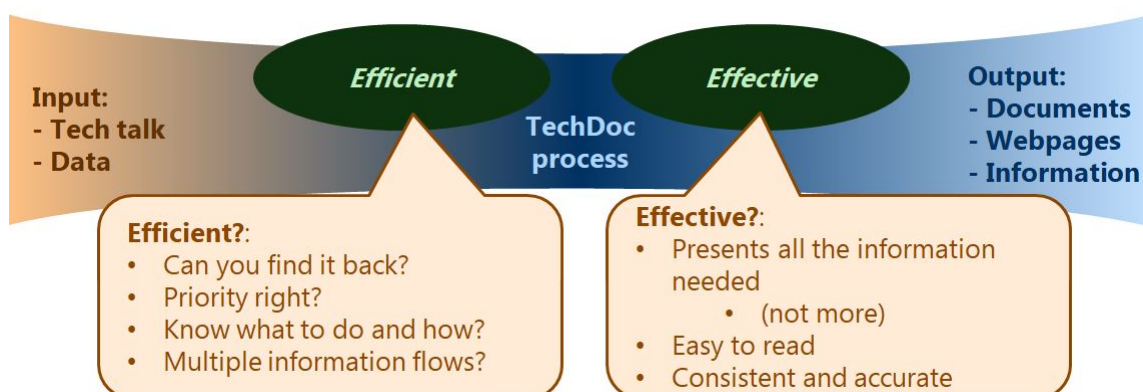 Input:
- Tech talk
- Data
Efficient
TechDoc
process
Effective
Output:
- Documents
- Webpages
- Information
Efficient?:
• Can you find it back?
• Priority right?
• Know what to do and how?
• Multiple information flows?
Effective?:
• Presents all the information
needed
• (not more)
• Easy to read
• Consistent and accurate